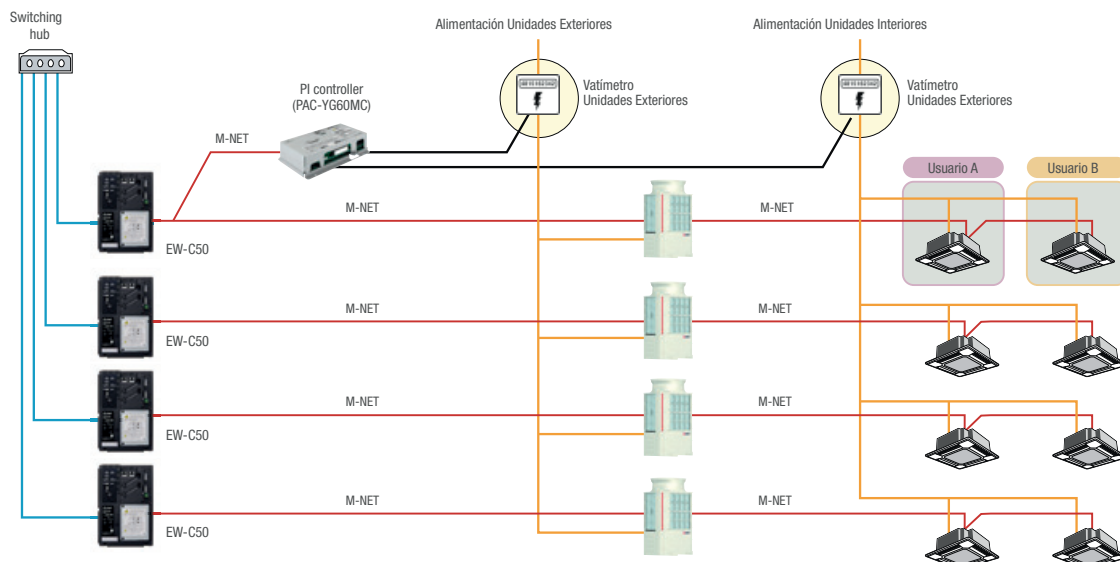 Switching
hub
Alimentación Unidades Exteriores
Alimentación Unidades Interiores
PI controller
(PAC-YG60MC)
Vatímetro
Unidades Exteriores
Vatímetro
Unidades Exteriores
M-NET
Usuario A
Usuario B
M-NET
M-NET
EW-C50
M-NET
M-NET
EW-C50
M-NET
M-NET
EW-C50
M-NET
M-NET
EW-C50